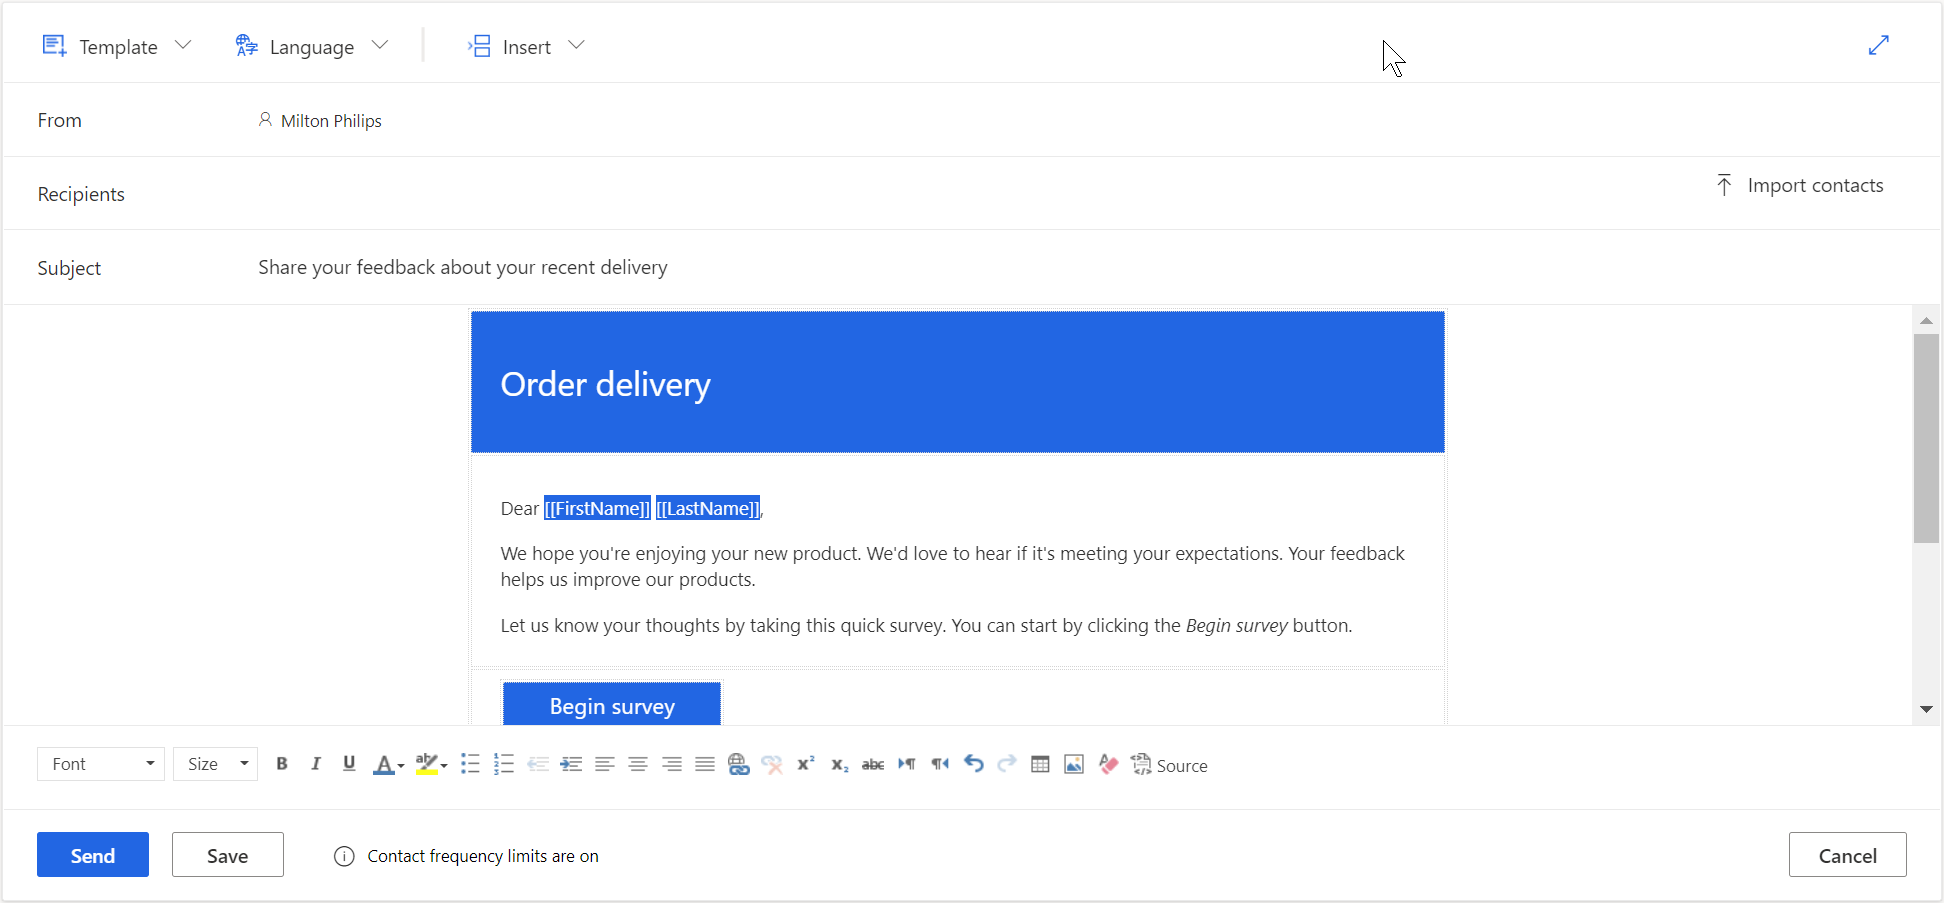 Template Language Insert
From Milton Philips
Recipients Import contacts
Subject Share your feedback about your recent delivery
Order delivery
Dear [[FirstName]] [[LastName]],
We hope you're enjoying your new product. We'd love to hear if it's meeting your expectations. Your feedback
helps us improve our products.
Let us know your thoughts by taking this quick survey. You can start by clicking the Begin survey button.
Begin survey
Font Size B I U A ab abc Source
Send Save Contact frequency limits are on Cancel